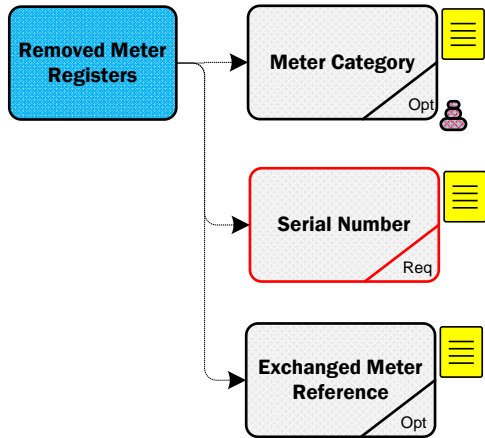 Removed Meter
Registers
Meter Category
Opt
Serial Number
Req
Exchanged Meter
Reference
Opt